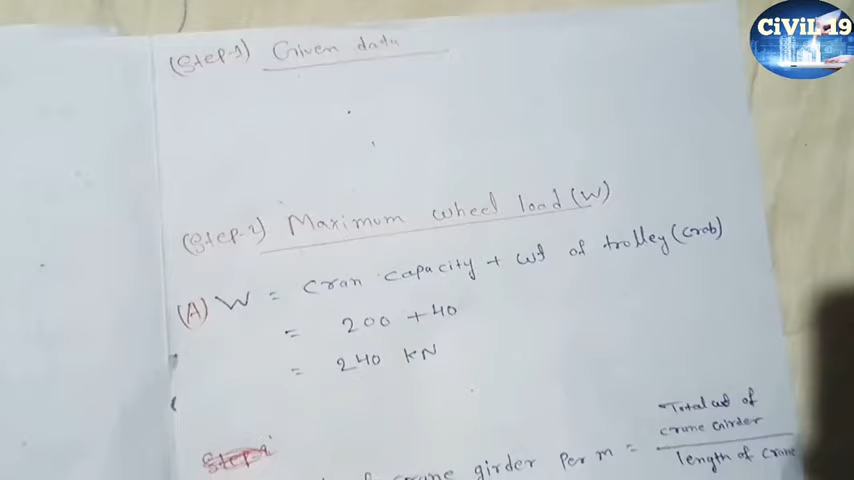 CiViL 19
(Step-1) Given data
(Step-2) Maximum wheel load (W)
(A) W = cran capacity + wt of trolley (crab)
= 200 + 40
= 240 KN
Step-2
crane girder per m = Total wt of crane Girder
length of crane